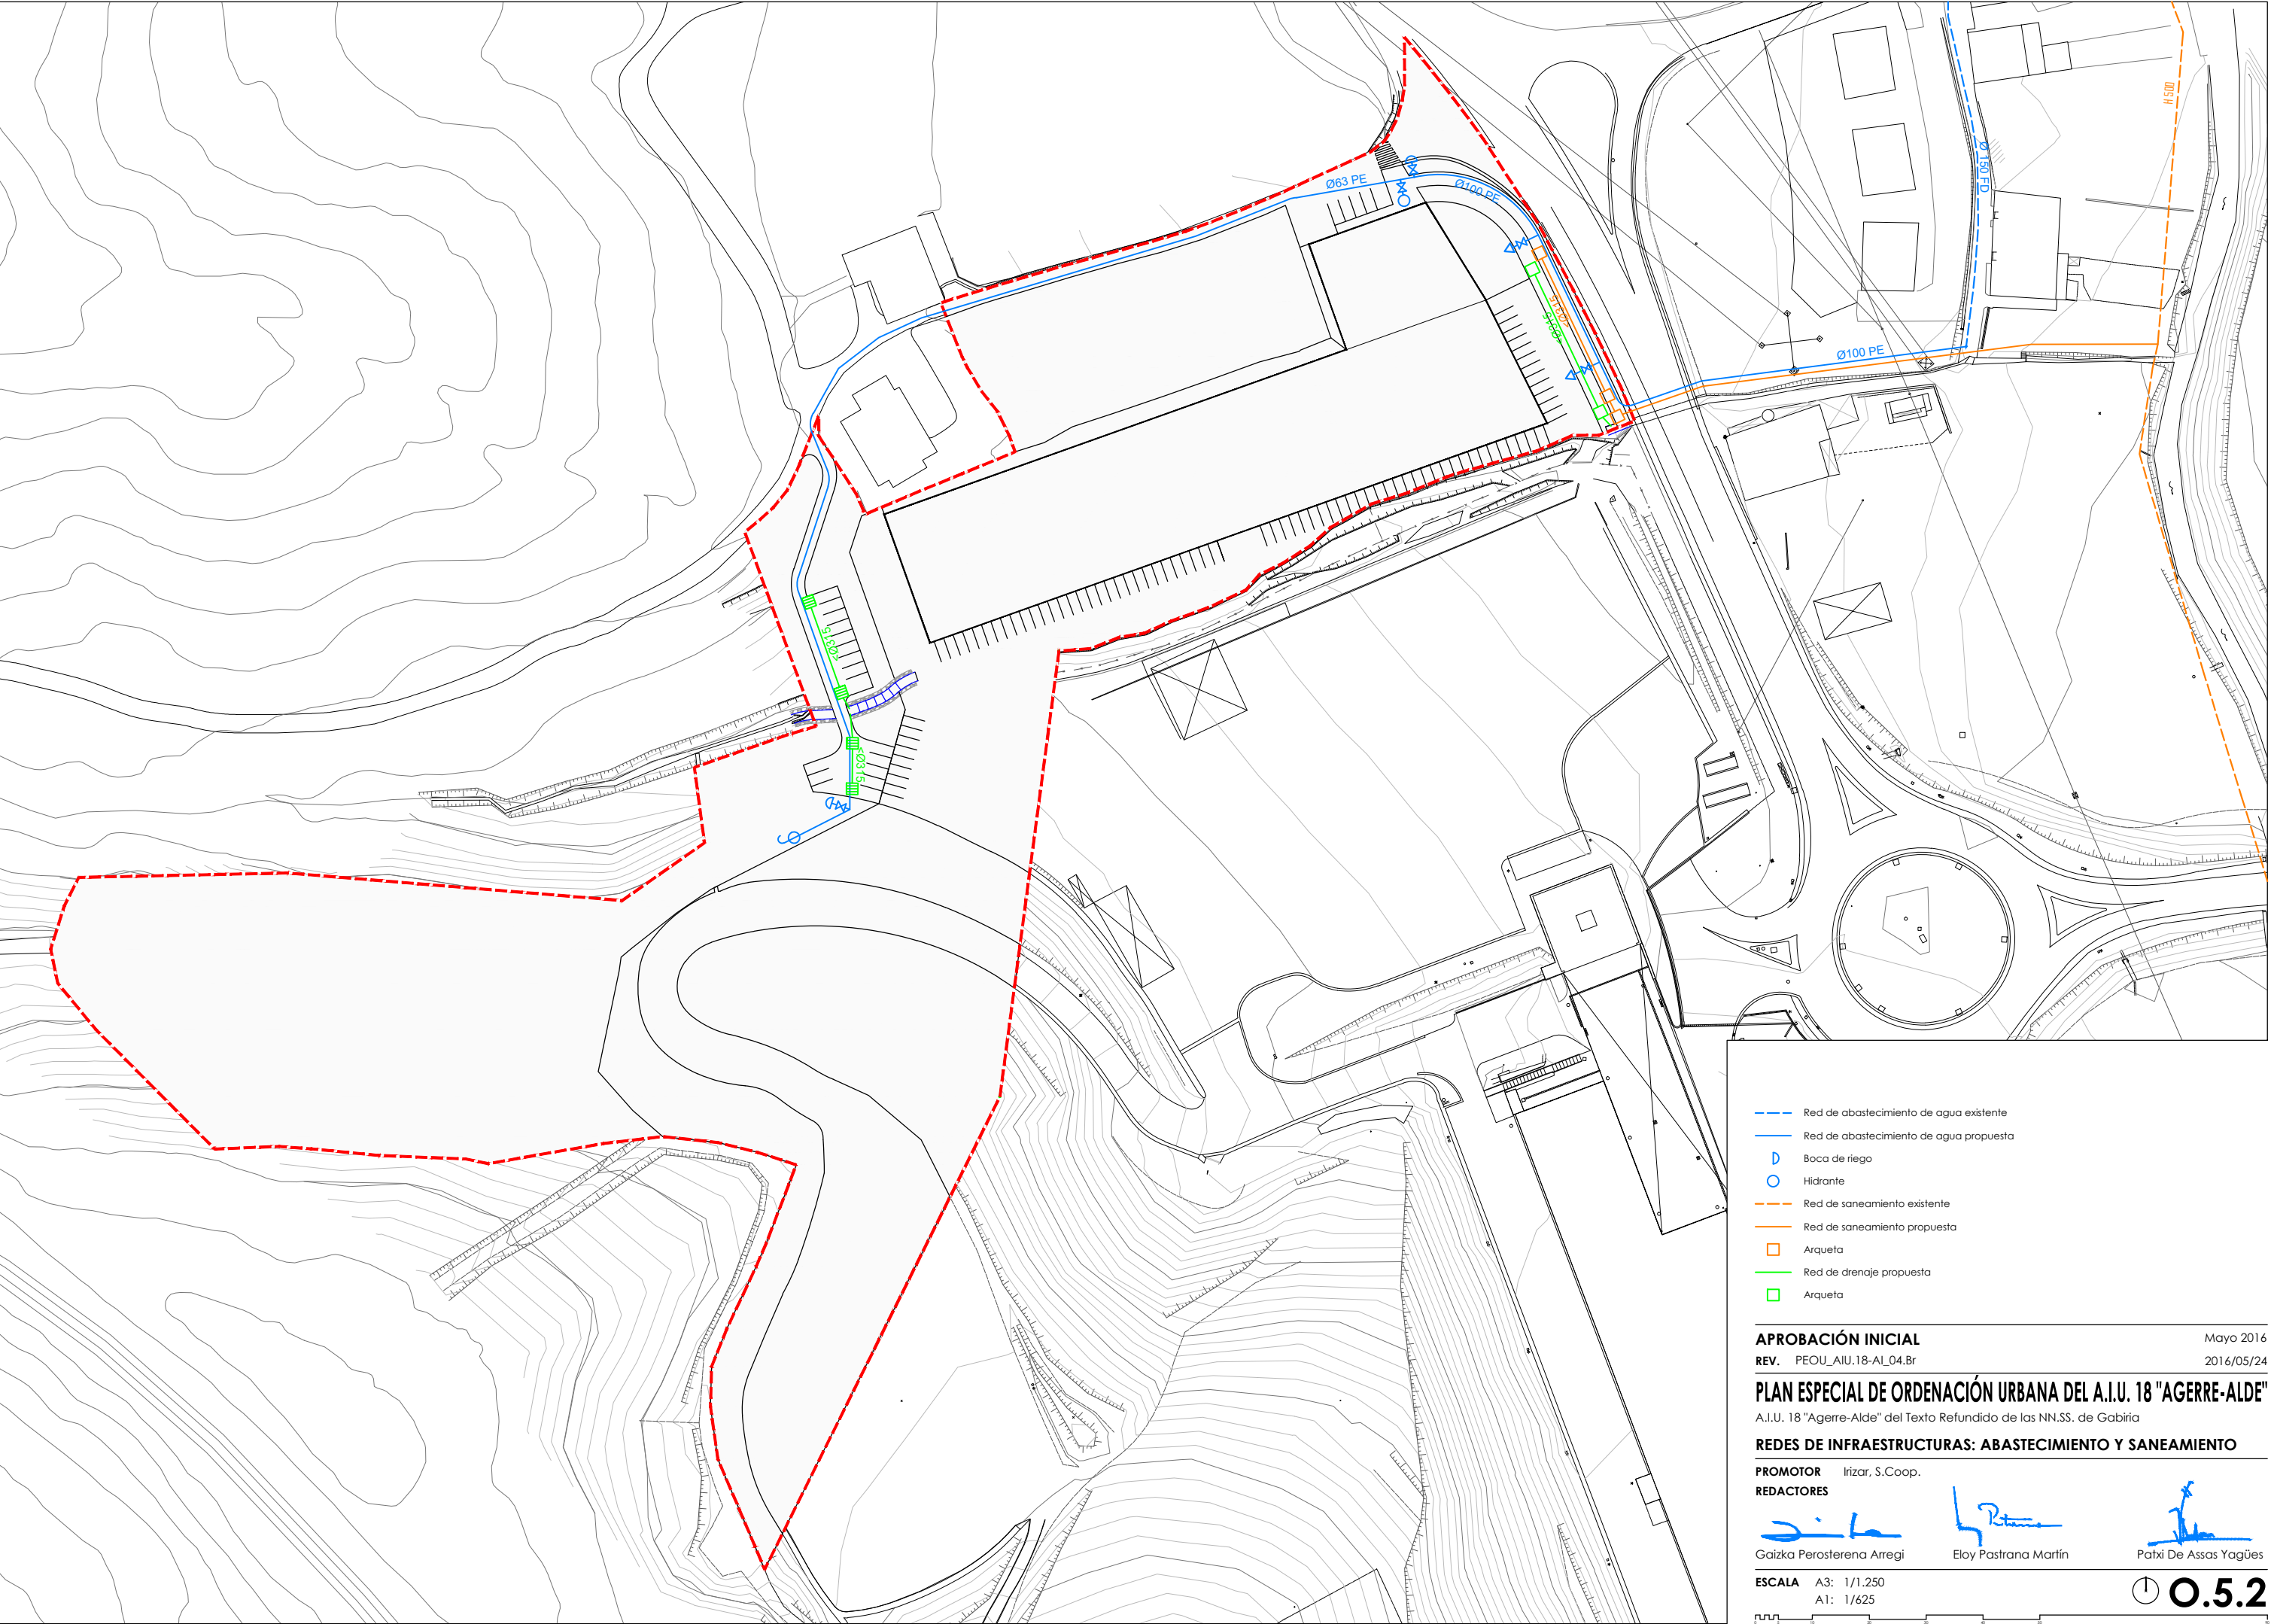 H 500
Ø 150 FD
Ø63 PE
Ø100 PE
Ø315
Ø315
Ø100 PE
Ø315
Ø315
Red de abastecimiento de agua existente
Red de abastecimiento de agua propuesta
Boca de riego
Hidrante
Red de saneamiento existente
Red de saneamiento propuesta
Arqueta
Red de drenaje propuesta
Arqueta
APROBACIÓN INICIAL Mayo 2016
REV. PEOU_AIU.18-AI_04.Br 2016/05/24
PLAN ESPECIAL DE ORDENACIÓN URBANA DEL A.I.U. 18 "AGERRE-ALDE"
A.I.U. 18 "Agerre-Alde" del Texto Refundido de las NN.SS. de Gabiria
REDES DE INFRAESTRUCTURAS: ABASTECIMIENTO Y SANEAMIENTO
PROMOTOR Irizar, S.Coop.
REDACTORES
Gaizka Perosterena Arregi Eloy Pastrana Martín Patxi De Assas Yagües
ESCALA A3: 1/1.250
A1: 1/625
O.5.2